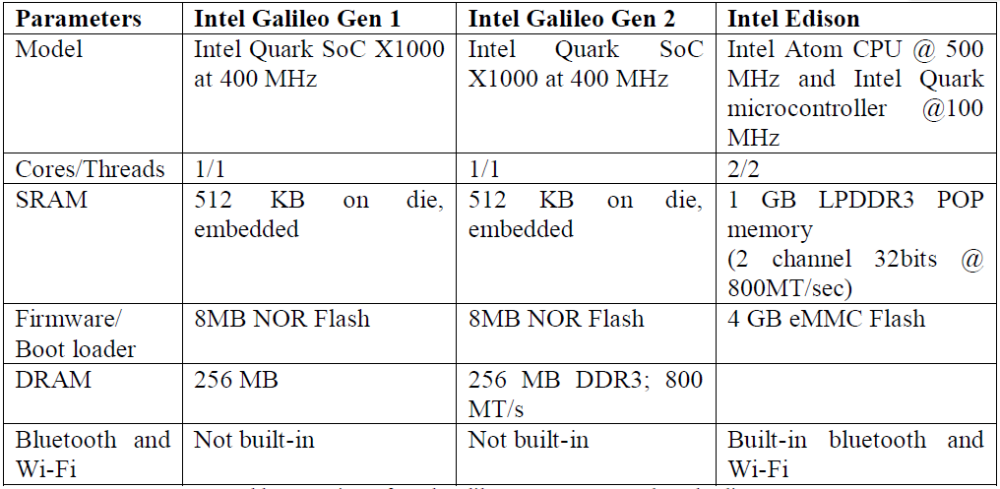 Parameters Intel Galileo Gen 1 Intel Galileo Gen 2 Intel Edison
Model Intel Quark SoC X1000 Intel Quark SoC Intel Atom CPU @ 500
at 400 MHz X1000 at 400 MHz MHz and Intel Quark
microcontroller @100
MHz
Cores/Threads 1/1 1/1 2/2
SRAM 512 KB on die, 512 KB on die, 1 GB LPDDR3 POP
embedded embedded memory
(2 channel 32bits @
800MT/sec)
Firmware/ 8MB NOR Flash 8MB NOR Flash 4 GB eMMC Flash
Boot loader
DRAM 256 MB 256 MB DDR3; 800
MT/s
Bluetooth and Not built-in Not built-in Built-in bluetooth and
Wi-Fi Wi-Fi